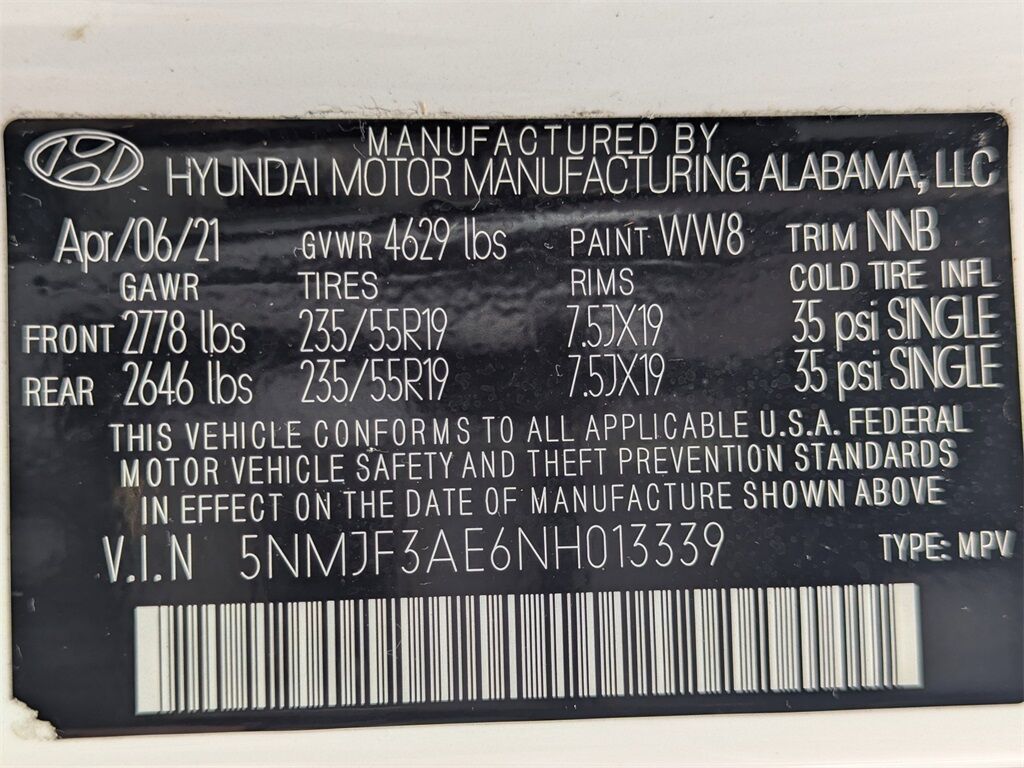 MANUFACTURED BY
HYUNDAI MOTOR MANUFACTURING ALABAMA, LLC
Apr/06/21 GVWR 4629 lbs PAINT WW8 TRIM NNB
GAWR TIRES RIMS COLD TIRE INFL
FRONT 2778 lbs 235/55R19 7.5JX19 35 psi SINGLE
REAR 2646 lbs 235/55R19 7.5JX19 35 psi SINGLE
THIS VEHICLE CONFORMS TO ALL APPLICABLE U.S.A. FEDERAL
MOTOR VEHICLE SAFETY AND THEFT PREVENTION STANDARDS
IN EFFECT ON THE DATE OF MANUFACTURE SHOWN ABOVE
V.I.N 5NMJF3AE6NH013339 TYPE: MPV